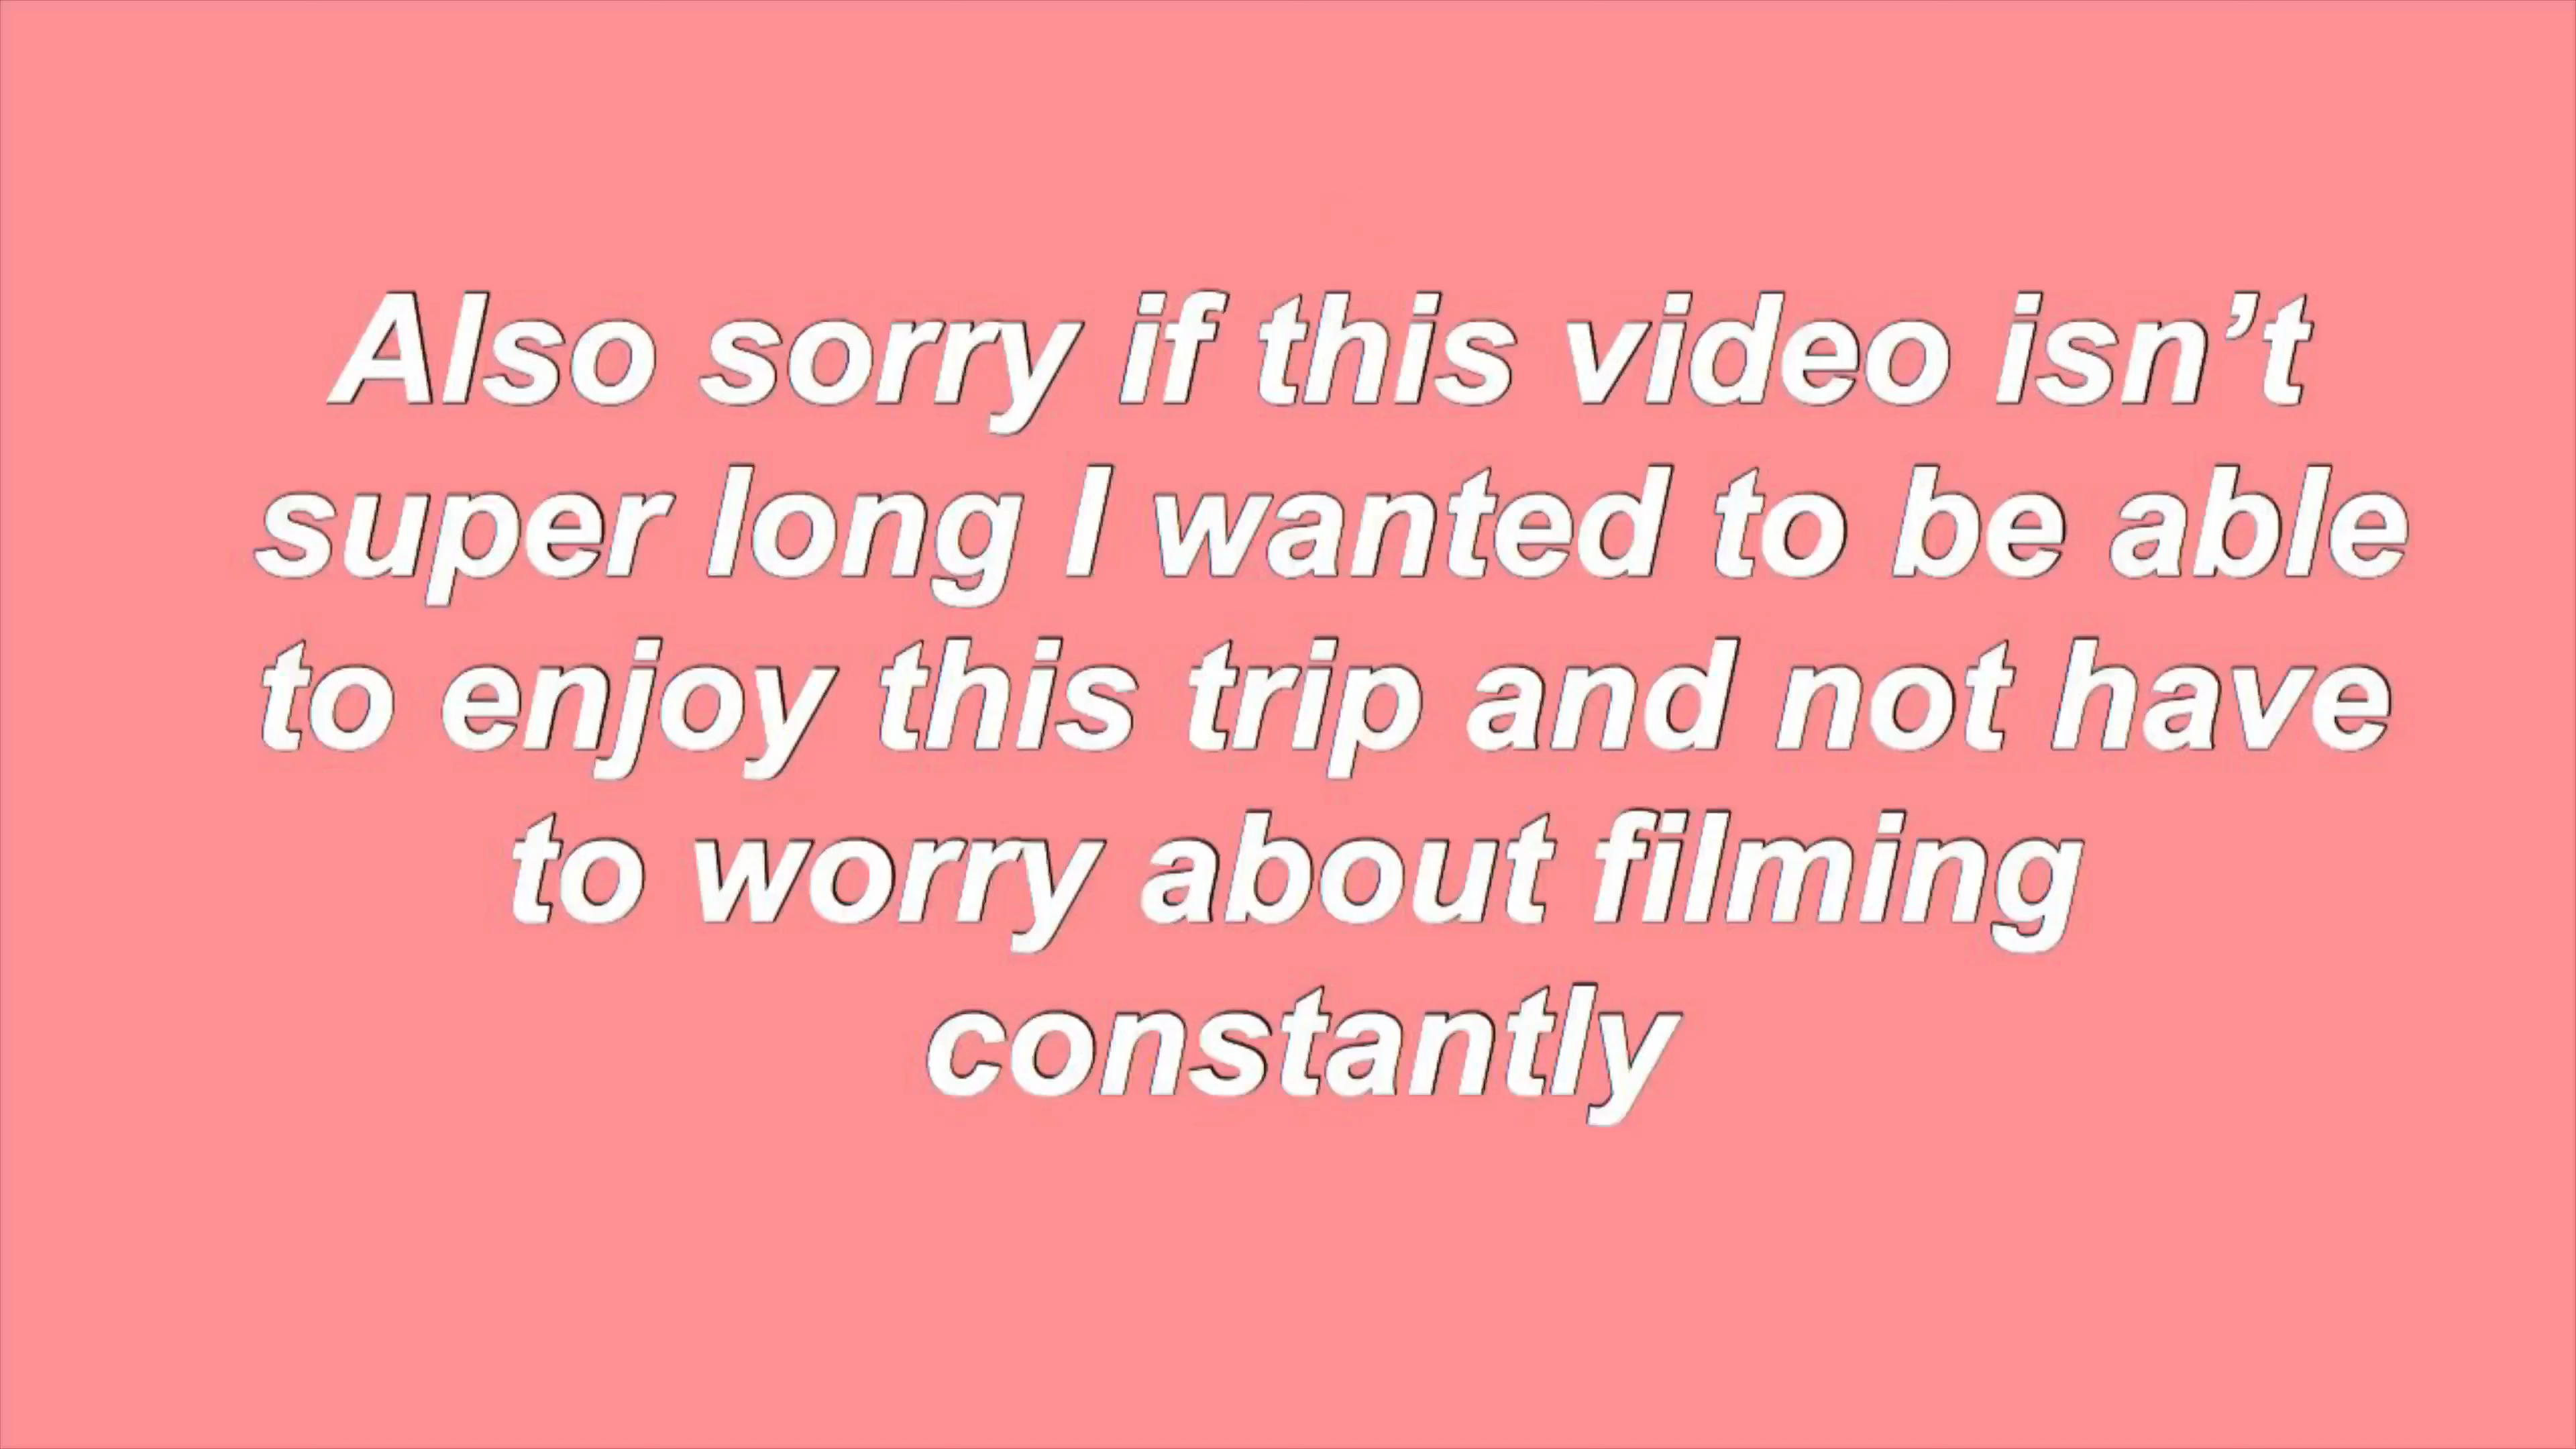 Also sorry if this video isn’t
super long I wanted to be able
to enjoy this trip and not have
to worry about filming
constantly